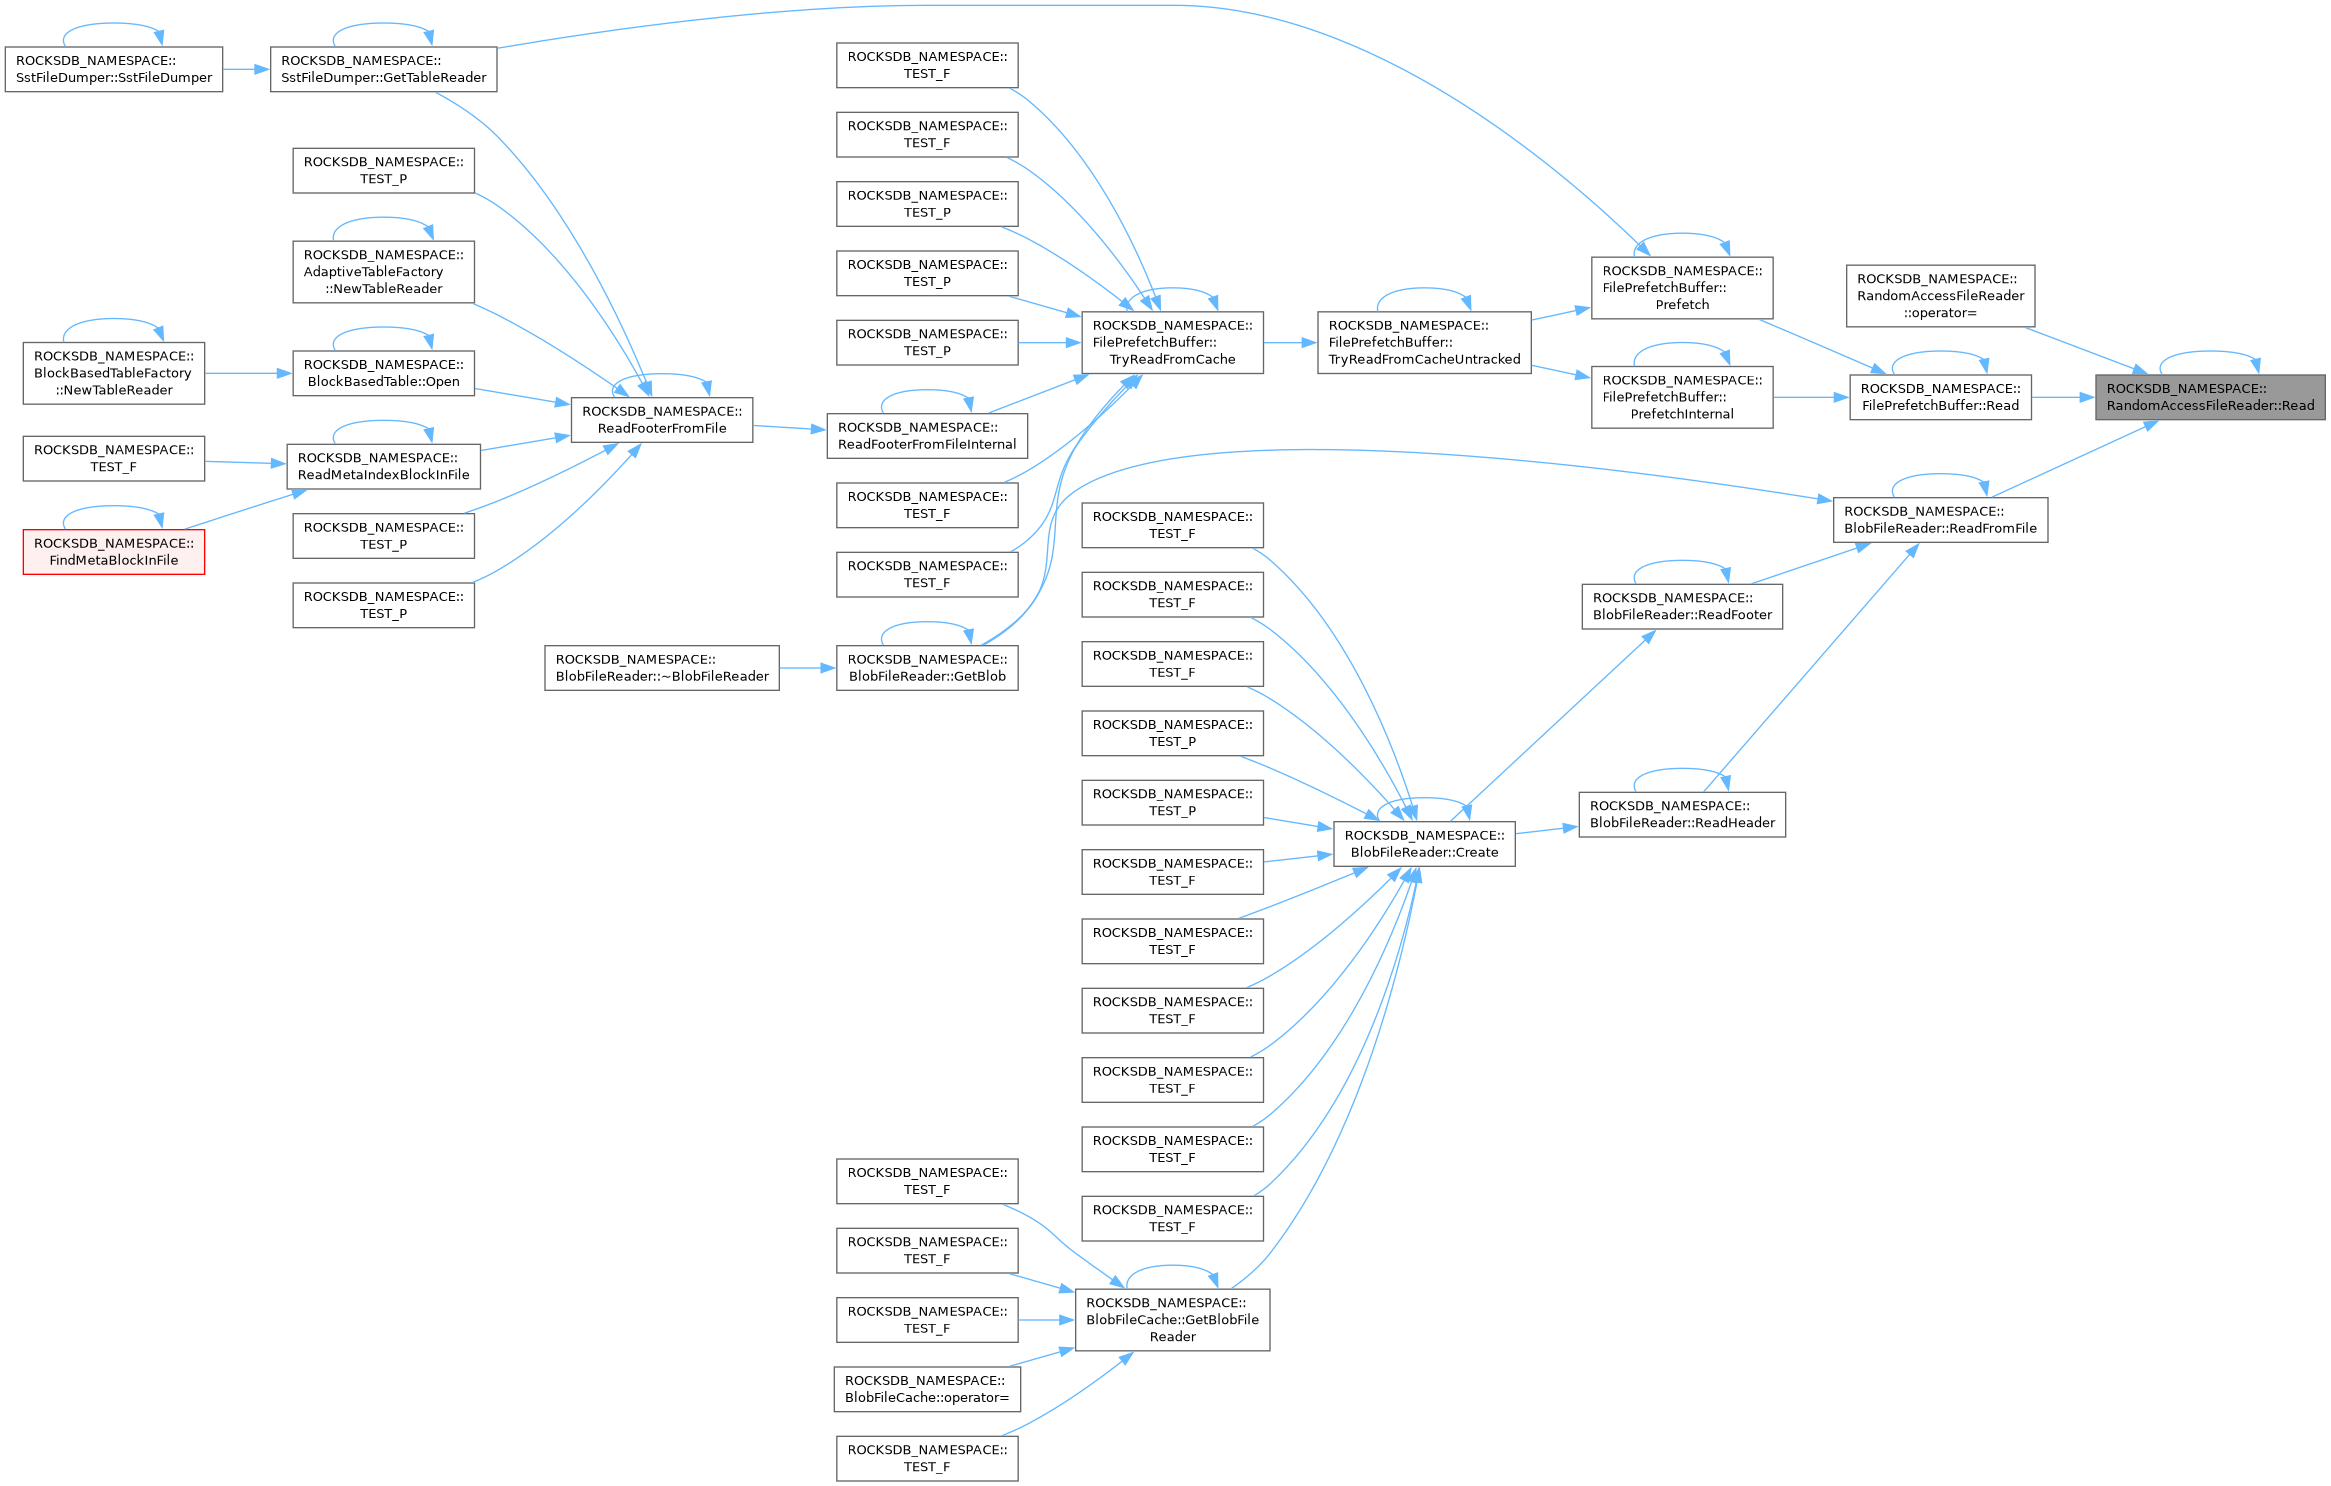 ROCKSDB_NAMESPACE::
SstFileDumper::SstFileDumper
ROCKSDB_NAMESPACE::
SstFileDumper::GetTableReader
ROCKSDB_NAMESPACE::
TEST_P
ROCKSDB_NAMESPACE::
AdaptiveTableFactory
::NewTableReader
ROCKSDB_NAMESPACE::
BlockBasedTableFactory
::NewTableReader
ROCKSDB_NAMESPACE::
BlockBasedTable::Open
ROCKSDB_NAMESPACE::
TEST_F
ROCKSDB_NAMESPACE::
ReadMetaIndexBlockInFile
ROCKSDB_NAMESPACE::
FindMetaBlockInFile
ROCKSDB_NAMESPACE::
TEST_P
ROCKSDB_NAMESPACE::
TEST_P
ROCKSDB_NAMESPACE::
ReadFooterFromFile
ROCKSDB_NAMESPACE::
BlobFileReader::~BlobFileReader
ROCKSDB_NAMESPACE::
TEST_F
ROCKSDB_NAMESPACE::
TEST_F
ROCKSDB_NAMESPACE::
TEST_P
ROCKSDB_NAMESPACE::
TEST_P
ROCKSDB_NAMESPACE::
TEST_P
ROCKSDB_NAMESPACE::
ReadFooterFromFileInternal
ROCKSDB_NAMESPACE::
TEST_F
ROCKSDB_NAMESPACE::
TEST_F
ROCKSDB_NAMESPACE::
BlobFileReader::GetBlob
ROCKSDB_NAMESPACE::
FilePrefetchBuffer::
TryReadFromCache
ROCKSDB_NAMESPACE::
FilePrefetchBuffer::
TryReadFromCacheUntracked
ROCKSDB_NAMESPACE::
FilePrefetchBuffer::
Prefetch
ROCKSDB_NAMESPACE::
FilePrefetchBuffer::
PrefetchInternal
ROCKSDB_NAMESPACE::
RandomAccessFileReader
::operator=
ROCKSDB_NAMESPACE::
FilePrefetchBuffer::Read
ROCKSDB_NAMESPACE::
RandomAccessFileReader::Read
ROCKSDB_NAMESPACE::
BlobFileReader::ReadFromFile
ROCKSDB_NAMESPACE::
BlobFileReader::ReadFooter
ROCKSDB_NAMESPACE::
BlobFileReader::ReadHeader
ROCKSDB_NAMESPACE::
BlobFileReader::Create
ROCKSDB_NAMESPACE::
TEST_F
ROCKSDB_NAMESPACE::
TEST_F
ROCKSDB_NAMESPACE::
TEST_F
ROCKSDB_NAMESPACE::
TEST_P
ROCKSDB_NAMESPACE::
TEST_P
ROCKSDB_NAMESPACE::
TEST_F
ROCKSDB_NAMESPACE::
TEST_F
ROCKSDB_NAMESPACE::
TEST_F
ROCKSDB_NAMESPACE::
TEST_F
ROCKSDB_NAMESPACE::
TEST_F
ROCKSDB_NAMESPACE::
TEST_F
ROCKSDB_NAMESPACE::
BlobFileCache::GetBlobFile
Reader
ROCKSDB_NAMESPACE::
TEST_F
ROCKSDB_NAMESPACE::
TEST_F
ROCKSDB_NAMESPACE::
TEST_F
ROCKSDB_NAMESPACE::
BlobFileCache::operator=
ROCKSDB_NAMESPACE::
TEST_F